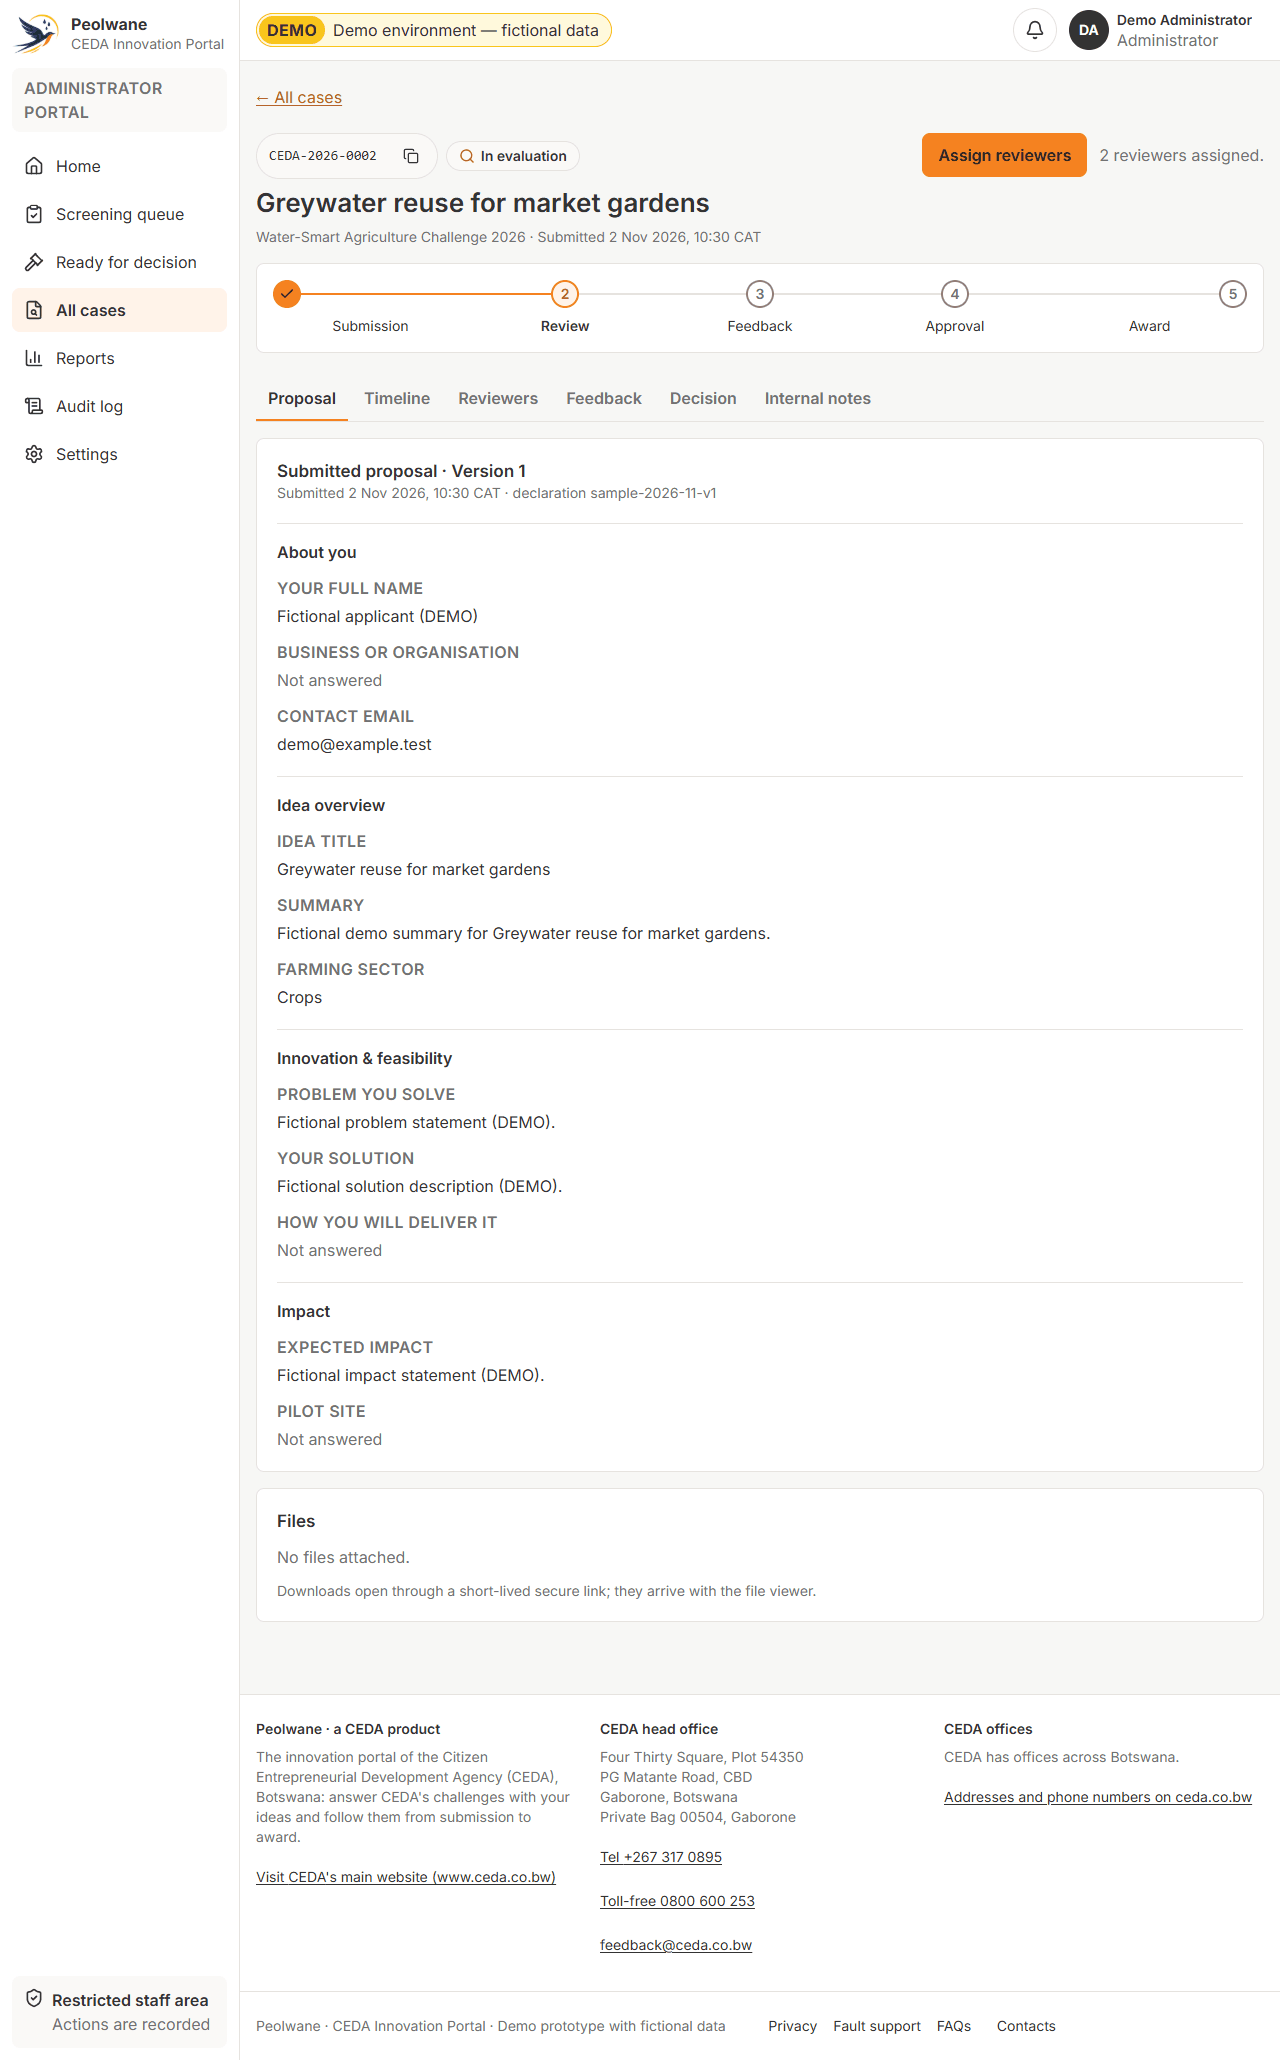 Peolwane
CEDA Innovation Portal
ADMINISTRATOR
PORTAL
Home
Screening queue
Ready for decision
All cases
Reports
Audit log
Settings
Restricted staff area
Actions are recorded
DEMO Demo environment — fictional data
DA
Demo Administrator
Administrator
← All cases
CEDA-2026-0002
In evaluation
Assign reviewers
2 reviewers assigned.
Greywater reuse for market gardens
Water-Smart Agriculture Challenge 2026 · Submitted 2 Nov 2026, 10:30 CAT
2 3 4 5
Submission Review Feedback Approval Award
Proposal Timeline Reviewers Feedback Decision Internal notes
Submitted proposal · Version 1
Submitted 2 Nov 2026, 10:30 CAT · declaration sample-2026-11-v1
About you
YOUR FULL NAME
Fictional applicant (DEMO)
BUSINESS OR ORGANISATION
Not answered
CONTACT EMAIL
demo@example.test
Idea overview
IDEA TITLE
Greywater reuse for market gardens
SUMMARY
Fictional demo summary for Greywater reuse for market gardens.
FARMING SECTOR
Crops
Innovation & feasibility
PROBLEM YOU SOLVE
Fictional problem statement (DEMO).
YOUR SOLUTION
Fictional solution description (DEMO).
HOW YOU WILL DELIVER IT
Not answered
Impact
EXPECTED IMPACT
Fictional impact statement (DEMO).
PILOT SITE
Not answered
Files
No files attached.
Downloads open through a short-lived secure link; they arrive with the file viewer.
Peolwane · a CEDA product
The innovation portal of the Citizen
Entrepreneurial Development Agency (CEDA),
Botswana: answer CEDA's challenges with your
ideas and follow them from submission to
award.
Visit CEDA's main website (www.ceda.co.bw)
CEDA head office
Four Thirty Square, Plot 54350
PG Matante Road, CBD
Gaborone, Botswana
Private Bag 00504, Gaborone
Tel +267 317 0895
Toll-free 0800 600 253
feedback@ceda.co.bw
CEDA offices
CEDA has offices across Botswana.
Addresses and phone numbers on ceda.co.bw
Peolwane · CEDA Innovation Portal · Demo prototype with fictional data
Privacy Fault support FAQs Contacts